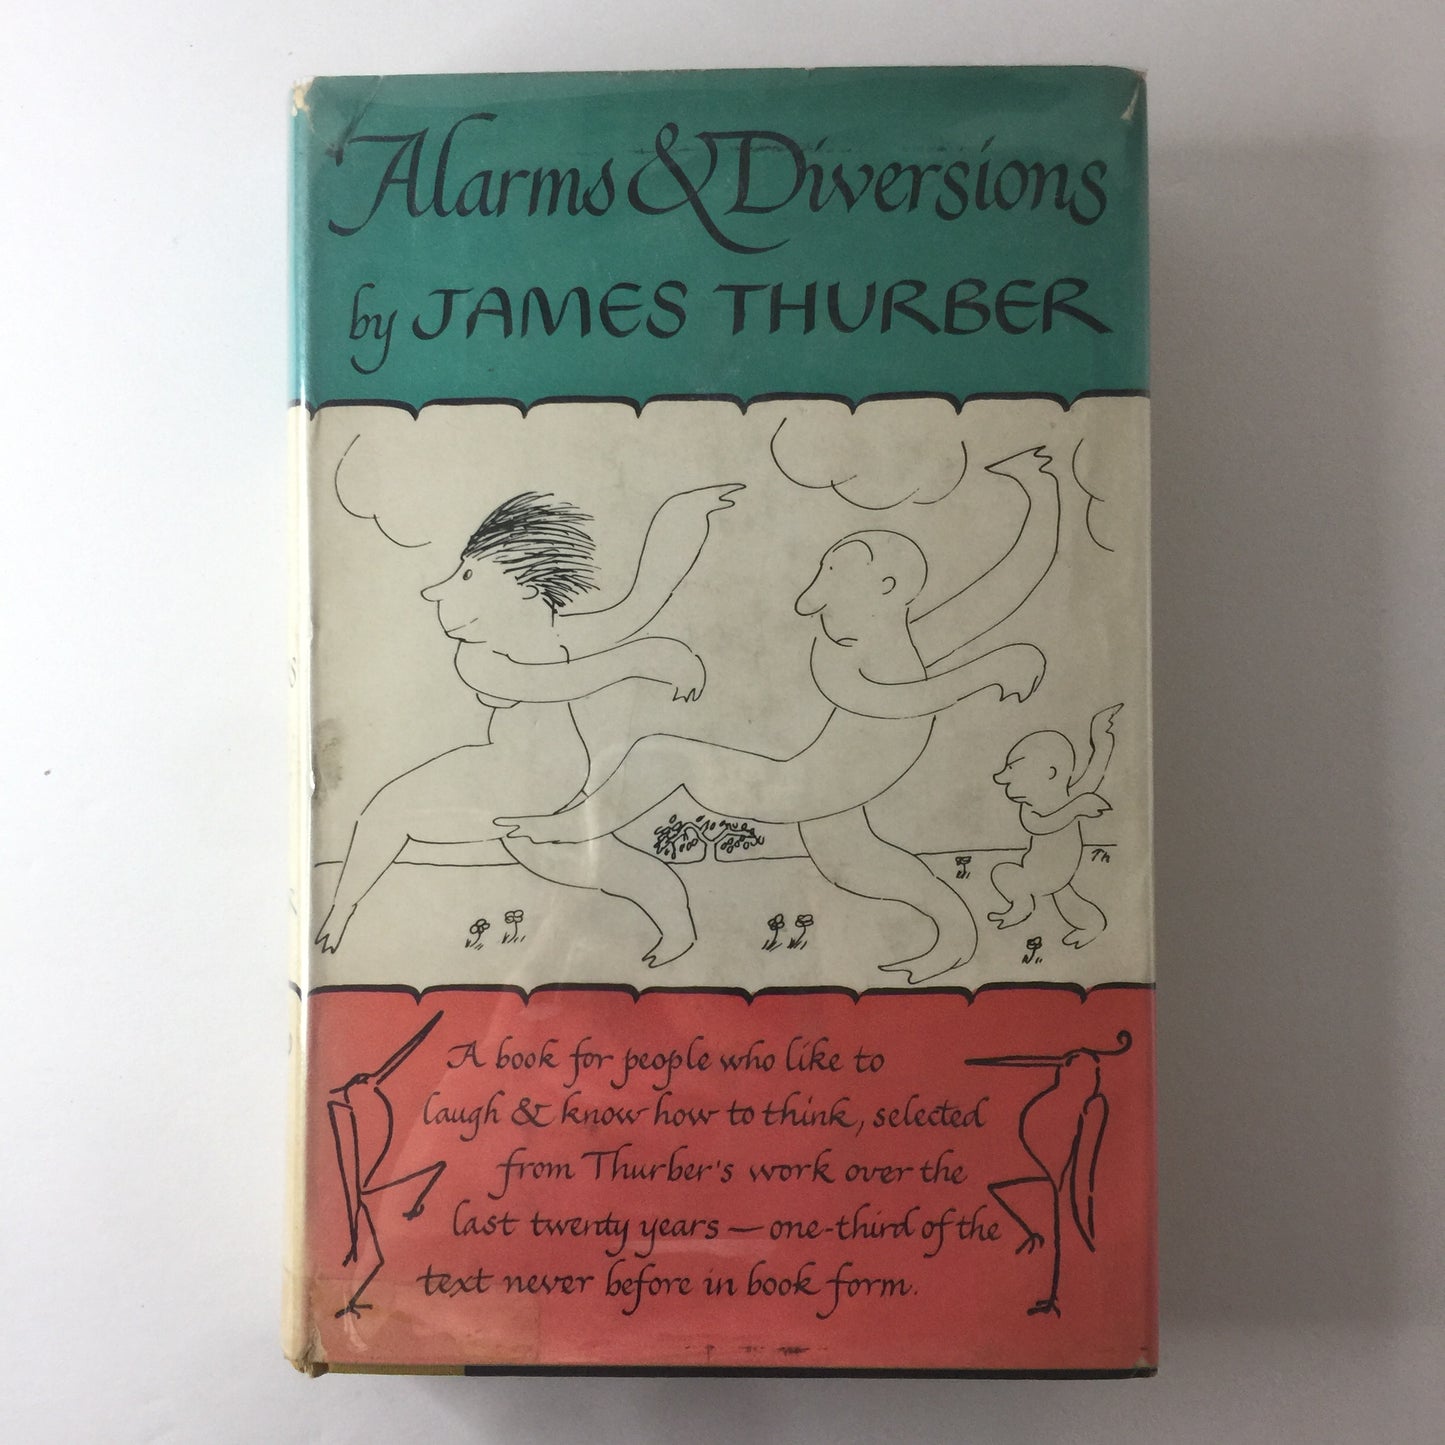 Alarms & Diversions
by JAMES THURBER
Th
A book for people who like to
laugh & know how to think, selected
from Thurber's work over the
last twenty years — one-third of the
text never before in book form.